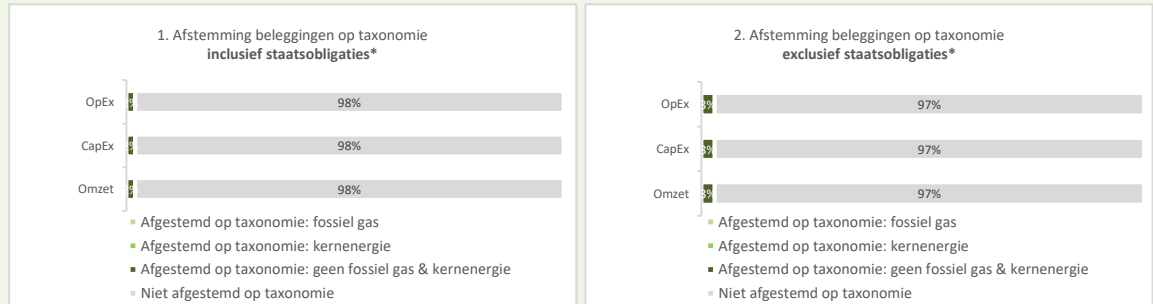 1. Afstemming beleggingen op taxonomie
inclusief staatsobligaties*
OpEx
98%
CapEx
98%
Omzet
98%
Afgestemd op taxonomie: fossiel gas
Afgestemd op taxonomie: kernenergie
Afgestemd op taxonomie: geen fossiel gas & kernenergie
Niet afgestemd op taxonomie
2. Afstemming beleggingen op taxonomie
exclusief staatsobligaties*
OpEx
3% 97%
CapEx
3% 97%
Omzet
3% 97%
Afgestemd op taxonomie: fossiel gas
Afgestemd op taxonomie: kernenergie
Afgestemd op taxonomie: geen fossiel gas & kernenergie
Niet afgestemd op taxonomie